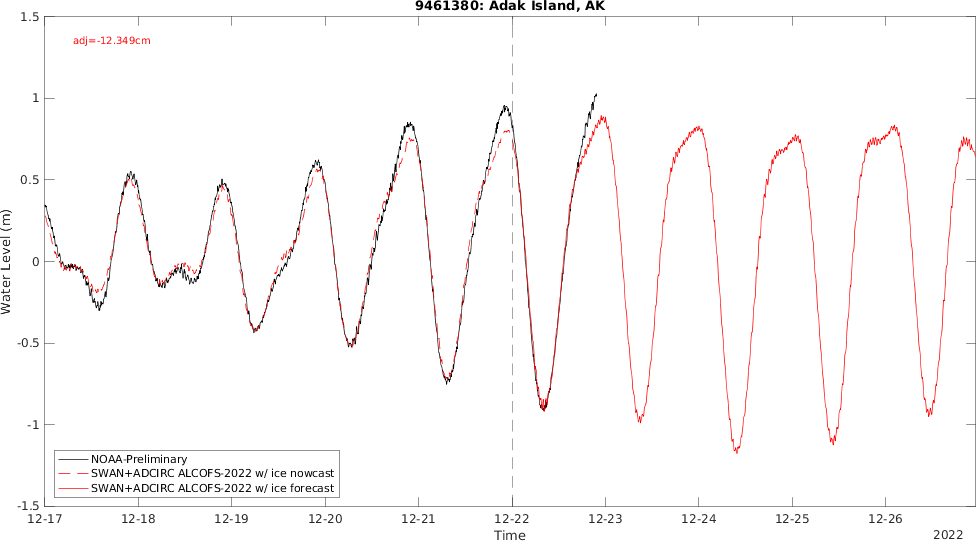 9461380: Adak Island, AK
adj=-12.349cm
1.5
1
0.5
0
-0.5
-1
-1.5
Water Level (m)
NOAA-Preliminary
SWAN+ADCIRC ALCOFS-2022 w/ ice nowcast
SWAN+ADCIRC ALCOFS-2022 w/ ice forecast
12-17 12-18 12-19 12-20 12-21 12-22 12-23 12-24 12-25 12-26
Time
2022